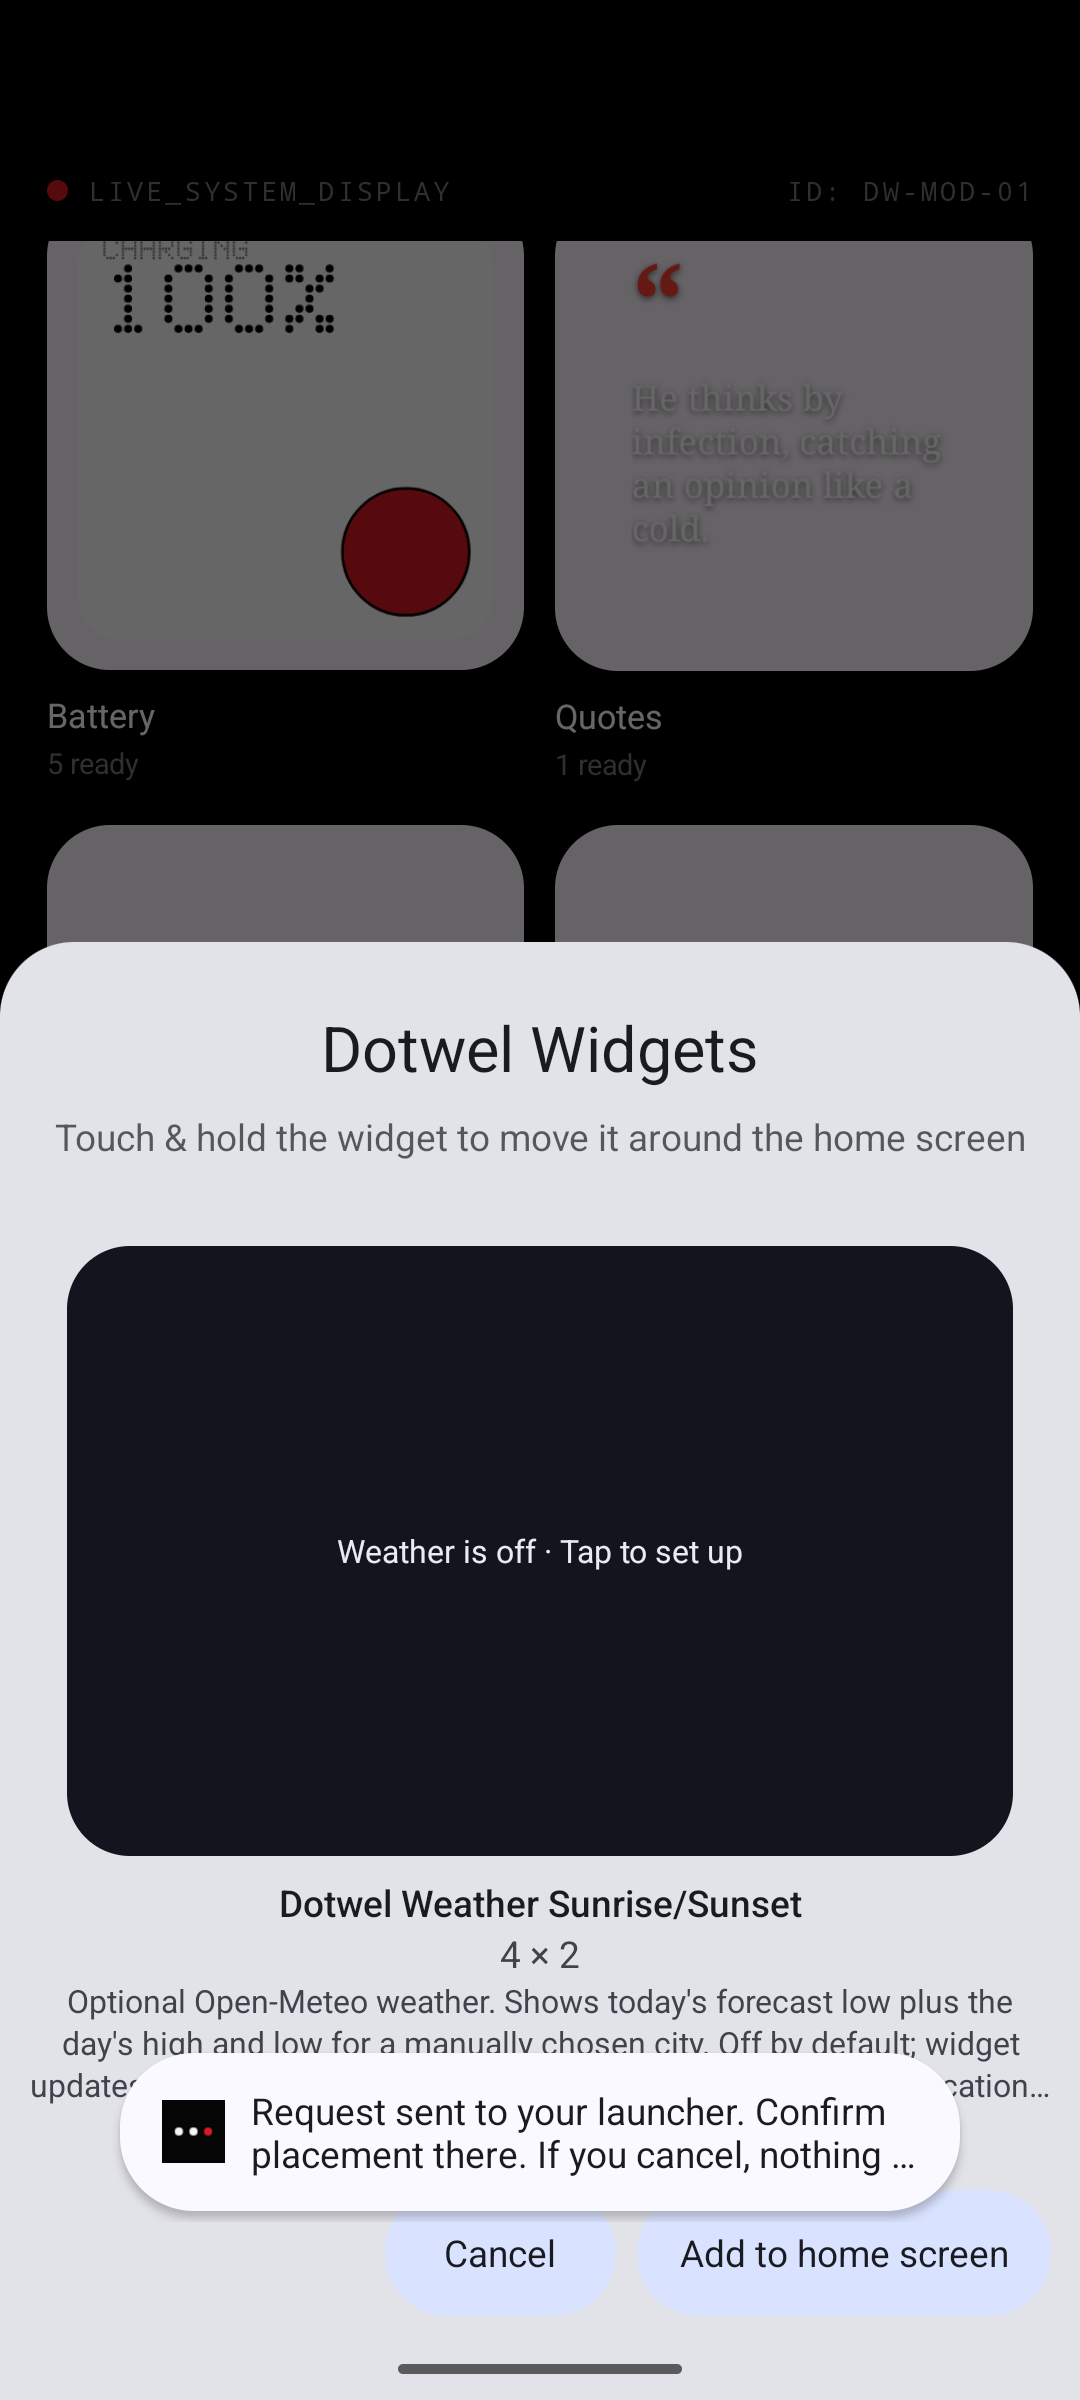 LIVE_SYSTEM_DISPLAY
ID: DW-MOD-01
CHARGING
100%
“
He thinks by
infection, catching
an opinion like a
cold.
Battery
5 ready
Quotes
1 ready
Dotwel Widgets
Touch & hold the widget to move it around the home screen
Weather is off · Tap to set up
Dotwel Weather Sunrise/Sunset
4 × 2
Optional Open-Meteo weather. Shows today's forecast low plus the
day's high and low for a manually chosen city. Off by default; widget
Request sent to your launcher. Confirm
placement there. If you cancel, nothing …
Cancel
Add to home screen